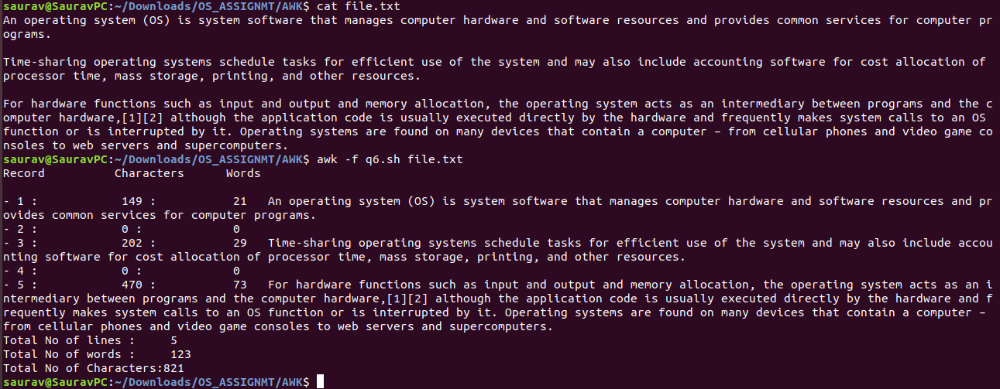 saurav@SauravPC:~/Downloads/OS_ASSIGNMT/AWK$ cat file.txt
An operating system (OS) is system software that manages computer hardware and software resources and provides common services for computer pr
ograms.
Time-sharing operating systems schedule tasks for efficient use of the system and may also include accounting software for cost allocation of
processor time, mass storage, printing, and other resources.
For hardware functions such as input and output and memory allocation, the operating system acts as an intermediary between programs and the c
omputer hardware,[1][2] although the application code is usually executed directly by the hardware and frequently makes system calls to an OS
function or is interrupted by it. Operating systems are found on many devices that contain a computer – from cellular phones and video game co
nsoles to web servers and supercomputers.
saurav@SauravPC:~/Downloads/OS_ASSIGNMT/AWK$ awk -f q6.sh file.txt
Record Characters Words
- 1 : 149 : 21 An operating system (OS) is system software that manages computer hardware and software resources and pr
ovides common services for computer programs.
- 2 : 0 : 0
- 3 : 202 : 29 Time-sharing operating systems schedule tasks for efficient use of the system and may also include accou
nting software for cost allocation of processor time, mass storage, printing, and other resources.
- 4 : 0 : 0
- 5 : 470 : 73 For hardware functions such as input and output and memory allocation, the operating system acts as an i
ntermediary between programs and the computer hardware,[1][2] although the application code is usually executed directly by the hardware and f
requently makes system calls to an OS function or is interrupted by it. Operating systems are found on many devices that contain a computer –
from cellular phones and video game consoles to web servers and supercomputers.
Total No of lines : 5
Total No of words : 123
Total No of Characters:821
saurav@SauravPC:~/Downloads/OS_ASSIGNMT/AWK$